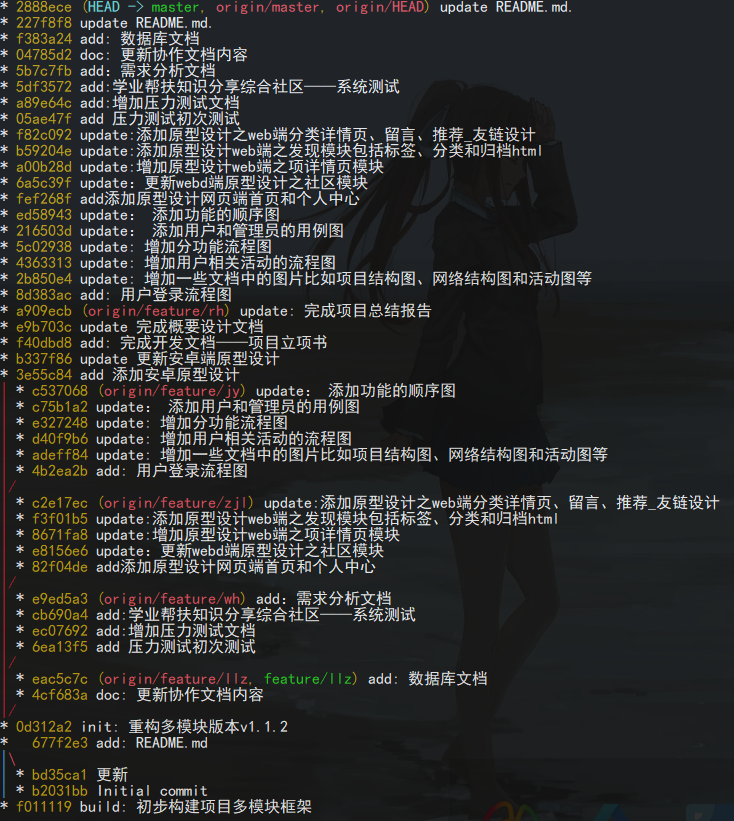 * 2888ece (HEAD -> master, origin/master, origin/HEAD) update README.md.
* 227f8f8 update README.md.
* f383a24 add: 数据库文档
* 04785d2 doc: 更新协作文档内容
* 5b7c7fb add：需求分析文档
* 5df3572 add:学业帮扶知识分享综合社区——系统测试
* a89e64c add:增加压力测试文档
* 05ae47f add 压力测试初次测试
* f82c092 update:添加原型设计之web端分类详情页、留言、推荐_友链设计
* b59204e update:添加原型设计web端之发现模块包括标签、分类和归档html
* a00b28d update:增加原型设计web端之项详情页模块
* 6a5c39f update：更新webd端原型设计之社区模块
* fef268f add添加原型设计网页端首页和个人中心
* ed58943 update： 添加功能的顺序图
* 216503d update： 添加用户和管理员的用例图
* 5c02938 update: 增加分功能流程图
* 4363313 update: 增加用户相关活动的流程图
* 2b850e4 update: 增加一些文档中的图片比如项目结构图、网络结构图和活动图等
* 8d383ac add: 用户登录流程图
* a909ecb (origin/feature/rh) update: 完成项目总结报告
* e9b703c update 完成概要设计文档
* f40dbd8 add: 完成开发文档——项目立项书
* b337f86 update 更新安卓端原型设计
* 3e55c84 add 添加安卓原型设计
| * c537068 (origin/feature/jy) update： 添加功能的顺序图
| * c75b1a2 update： 添加用户和管理员的用例图
| * e327248 update: 增加分功能流程图
| * d40f9b6 update: 增加用户相关活动的流程图
| * adeff84 update: 增加一些文档中的图片比如项目结构图、网络结构图和活动图等
| * 4b2ea2b add: 用户登录流程图
|/
| * c2e17ec (origin/feature/zjl) update:添加原型设计之web端分类详情页、留言、推荐_友链设计
| * f3f01b5 update:添加原型设计web端之发现模块包括标签、分类和归档html
| * 8671fa8 update:增加原型设计web端之项详情页模块
| * e8156e6 update：更新webd端原型设计之社区模块
| * 82f04de add添加原型设计网页端首页和个人中心
|/
| * e9ed5a3 (origin/feature/wh) add：需求分析文档
| * cb690a4 add:学业帮扶知识分享综合社区——系统测试
| * ec07692 add:增加压力测试文档
| * 6ea13f5 add 压力测试初次测试
|/
| * eac5c7c (origin/feature/llz, feature/llz) add: 数据库文档
| * 4cf683a doc: 更新协作文档内容
|/
* 0d312a2 init: 重构多模块版本v1.1.2
*   677f2e3 add: README.md
|\
| * bd35ca1 更新
| * b2031bb Initial commit
* f011119 build: 初步构建项目多模块框架